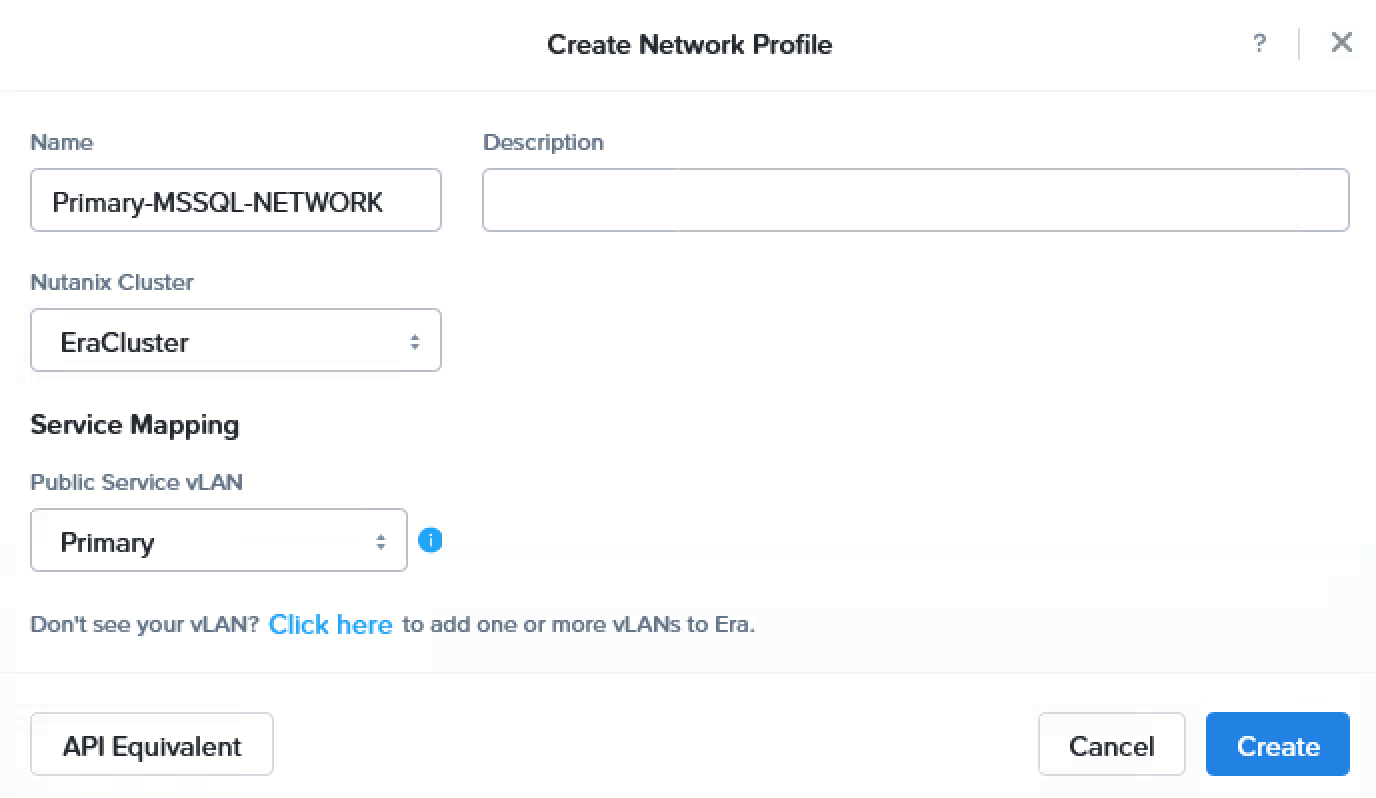 Create Network Profile ?
Name Description
Primary-MSSQL-NETWORK
Nutanix Cluster
EraCluster
Service Mapping
Public Service vLAN
Primary
Don't see your vLAN? Click here to add one or more vLANs to Era.
API Equivalent Cancel Create